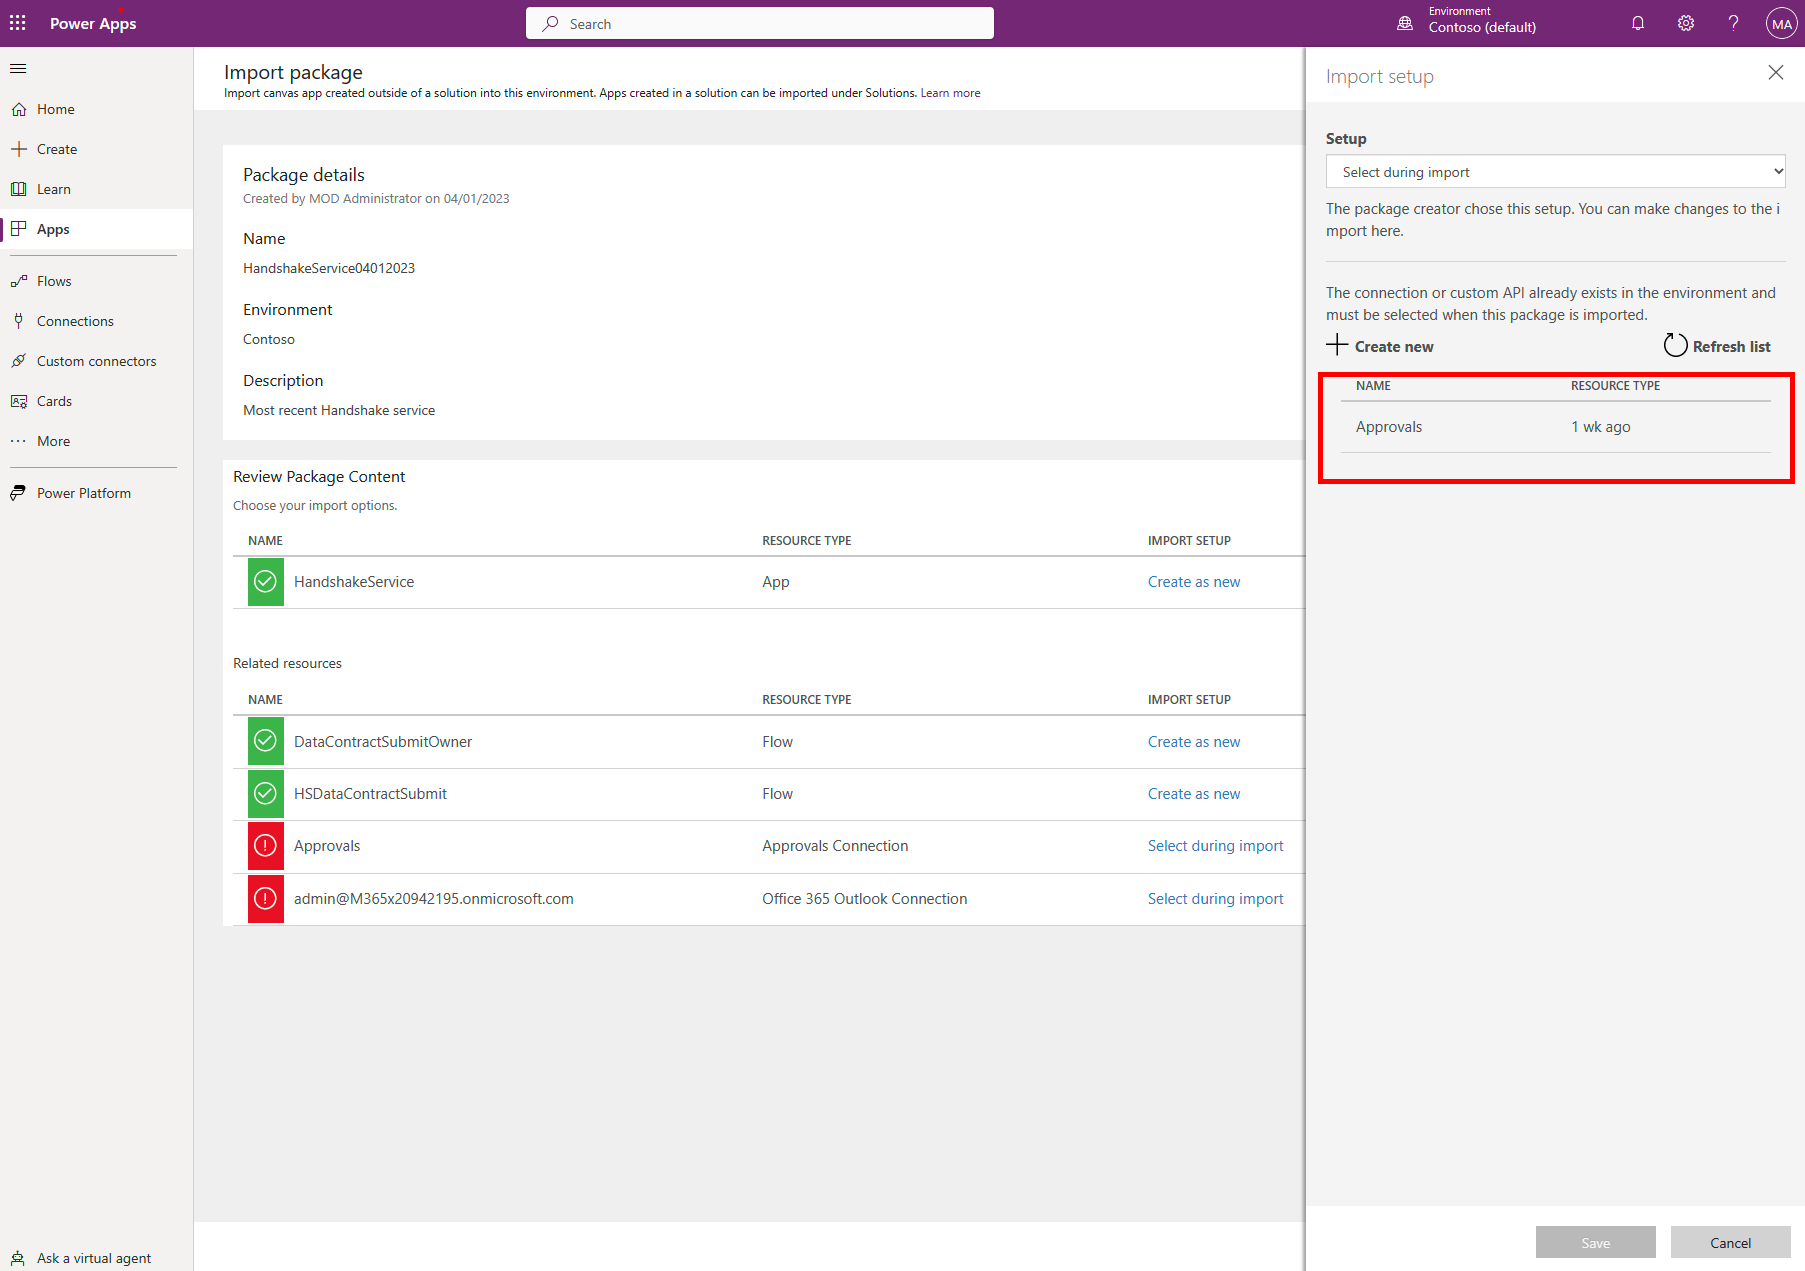 Power Apps
Search
Environment
Contoso (default)
?
MA
Home
Create
Learn
Apps
Flows
Connections
Custom connectors
Cards
More
Power Platform
Ask a virtual agent
Import package
Import canvas app created outside of a solution into this environment. Apps created in a solution can be imported under Solutions. Learn more
Package details
Created by MOD Administrator on 04/01/2023
Name
HandshakeService04012023
Environment
Contoso
Description
Most recent Handshake service
Review Package Content
Choose your import options.
NAME RESOURCE TYPE IMPORT SETUP
HandshakeService App Create as new
Related resources
NAME RESOURCE TYPE IMPORT SETUP
DataContractSubmitOwner Flow Create as new
HSDataContractSubmit Flow Create as new
Approvals Approvals Connection Select during import
admin@M365x20942195.onmicrosoft.com Office 365 Outlook Connection Select during import
Import setup
Setup
Select during import
The package creator chose this setup. You can make changes to the i
mport here.
The connection or custom API already exists in the environment and
must be selected when this package is imported.
Create new Refresh list
NAME RESOURCE TYPE
Approvals 1 wk ago
Save Cancel